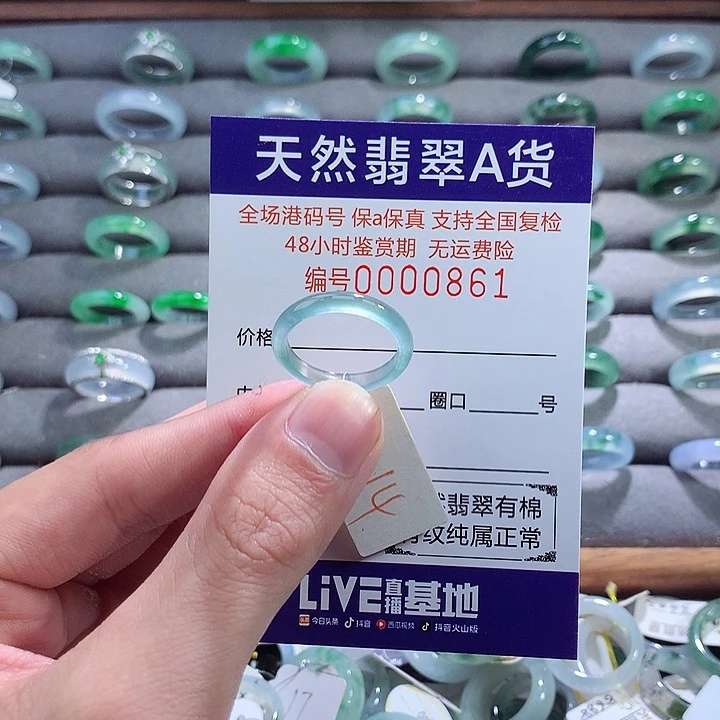 天然翡翠A货
全场港码号 保a保真 支持全国复检
48小时鉴赏期 无运费险
编号0000861
价格
圈口 号
翡翠有棉
纹纯属正常
LiVE直播基地
今日头条 抖音 西瓜视频 抖音火山版
17